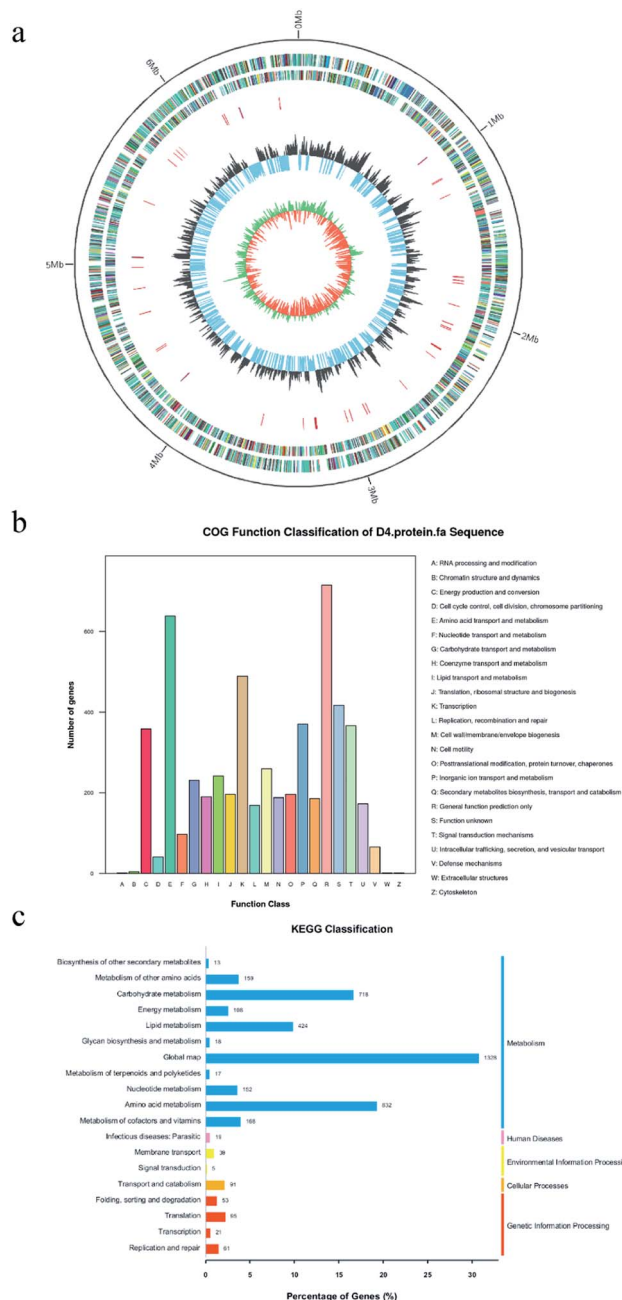 a
0Mb
1Mb
2Mb
3Mb
4Mb
5Mb
6Mb
b
COG Function Classification of D4.protein.fa Sequence
Number of genes
600
400
200
0
A B C D E F G H I J K L M N O P Q R S T U V W Z
Function Class
A: RNA processing and modification
B: Chromatin structure and dynamics
C: Energy production and conversion
D: Cell cycle control, cell division, chromosome partitioning
E: Amino acid transport and metabolism
F: Nucleotide transport and metabolism
G: Carbohydrate transport and metabolism
H: Coenzyme transport and metabolism
I: Lipid transport and metabolism
J: Translation, ribosomal structure and biogenesis
K: Transcription
L: Replication, recombination and repair
M: Cell wall/membrane/envelope biogenesis
N: Cell motility
O: Posttranslational modification, protein turnover, chaperones
P: Inorganic ion transport and metabolism
Q: Secondary metabolites biosynthesis, transport and catabolism
R: General function prediction only
S: Function unknown
T: Signal transduction mechanisms
U: Intracellular trafficking, secretion, and vesicular transport
V: Defense mechanisms
W: Extracellular structures
Z: Cytoskeleton
c
KEGG Classification
Biosynthesis of other secondary metabolites
Metabolism of other amino acids 159
Carbohydrate metabolism 718
Energy metabolism
Lipid metabolism 424
Glycan biosynthesis and metabolism
Global map
Metabolism of terpenoids and polyketides 17
Nucleotide metabolism 152
Amino acid metabolism 832
Metabolism of cofactors and vitamins
Infectious diseases: Parasitic
Membrane transport
Signal transduction 5
Transport and catabolism 91
Folding, sorting and degradation 53
Translation
Transcription 21
Replication and repair 61
Metabolism
Human Diseases
Environmental Information Processi
Cellular Processes
Genetic Information Processing
0 5 10 15 20 25 30
Percentage of Genes (%)